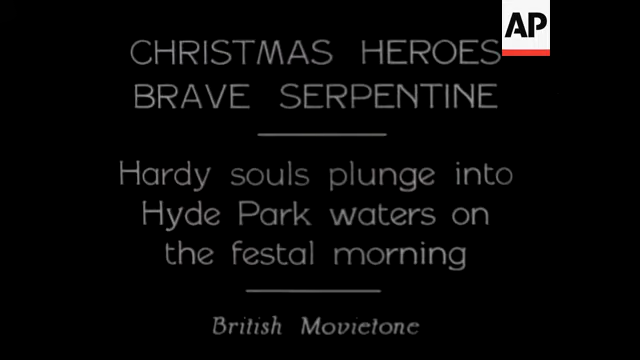 AP
CHRISTMAS HEROES
BRAVE SERPENTINE
Hardy souls plunge into
Hyde Park waters on
the festal morning
British Movietone